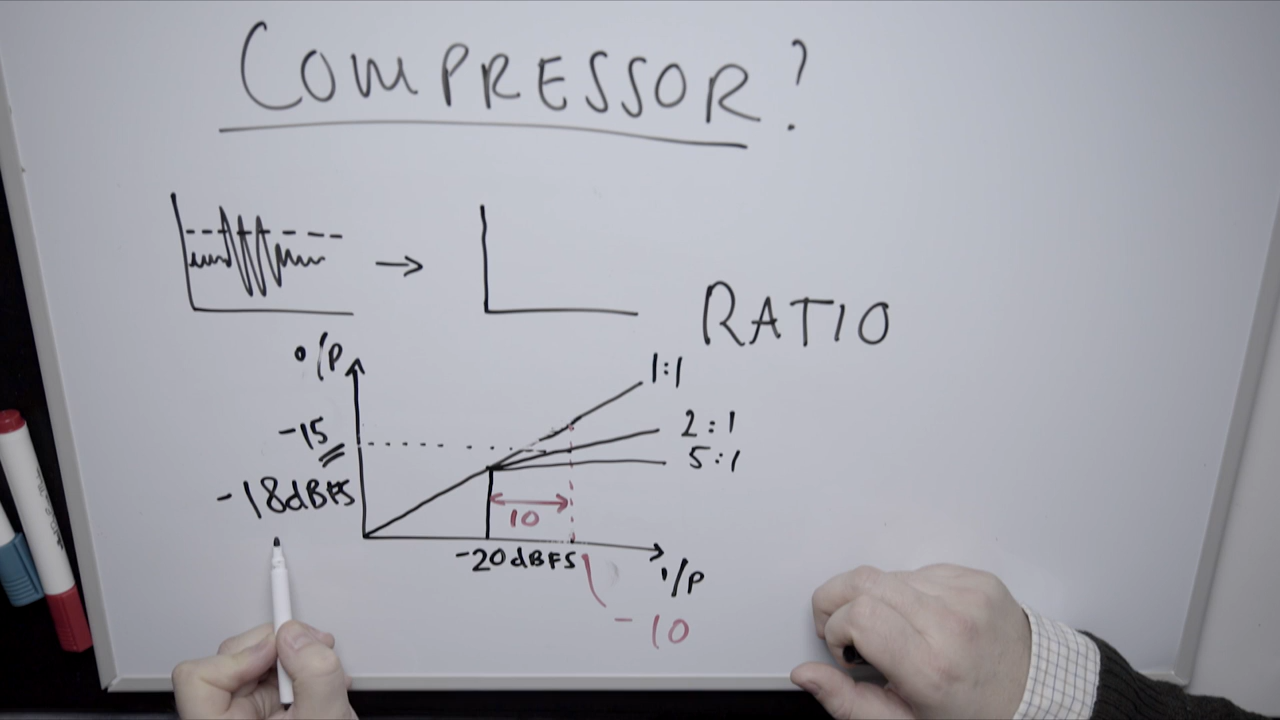 COMPRESSOR?
RATIO
O/P
1:1
-15
2:1
5:1
-18dBFS
10
-20dBFS
I/P
-10